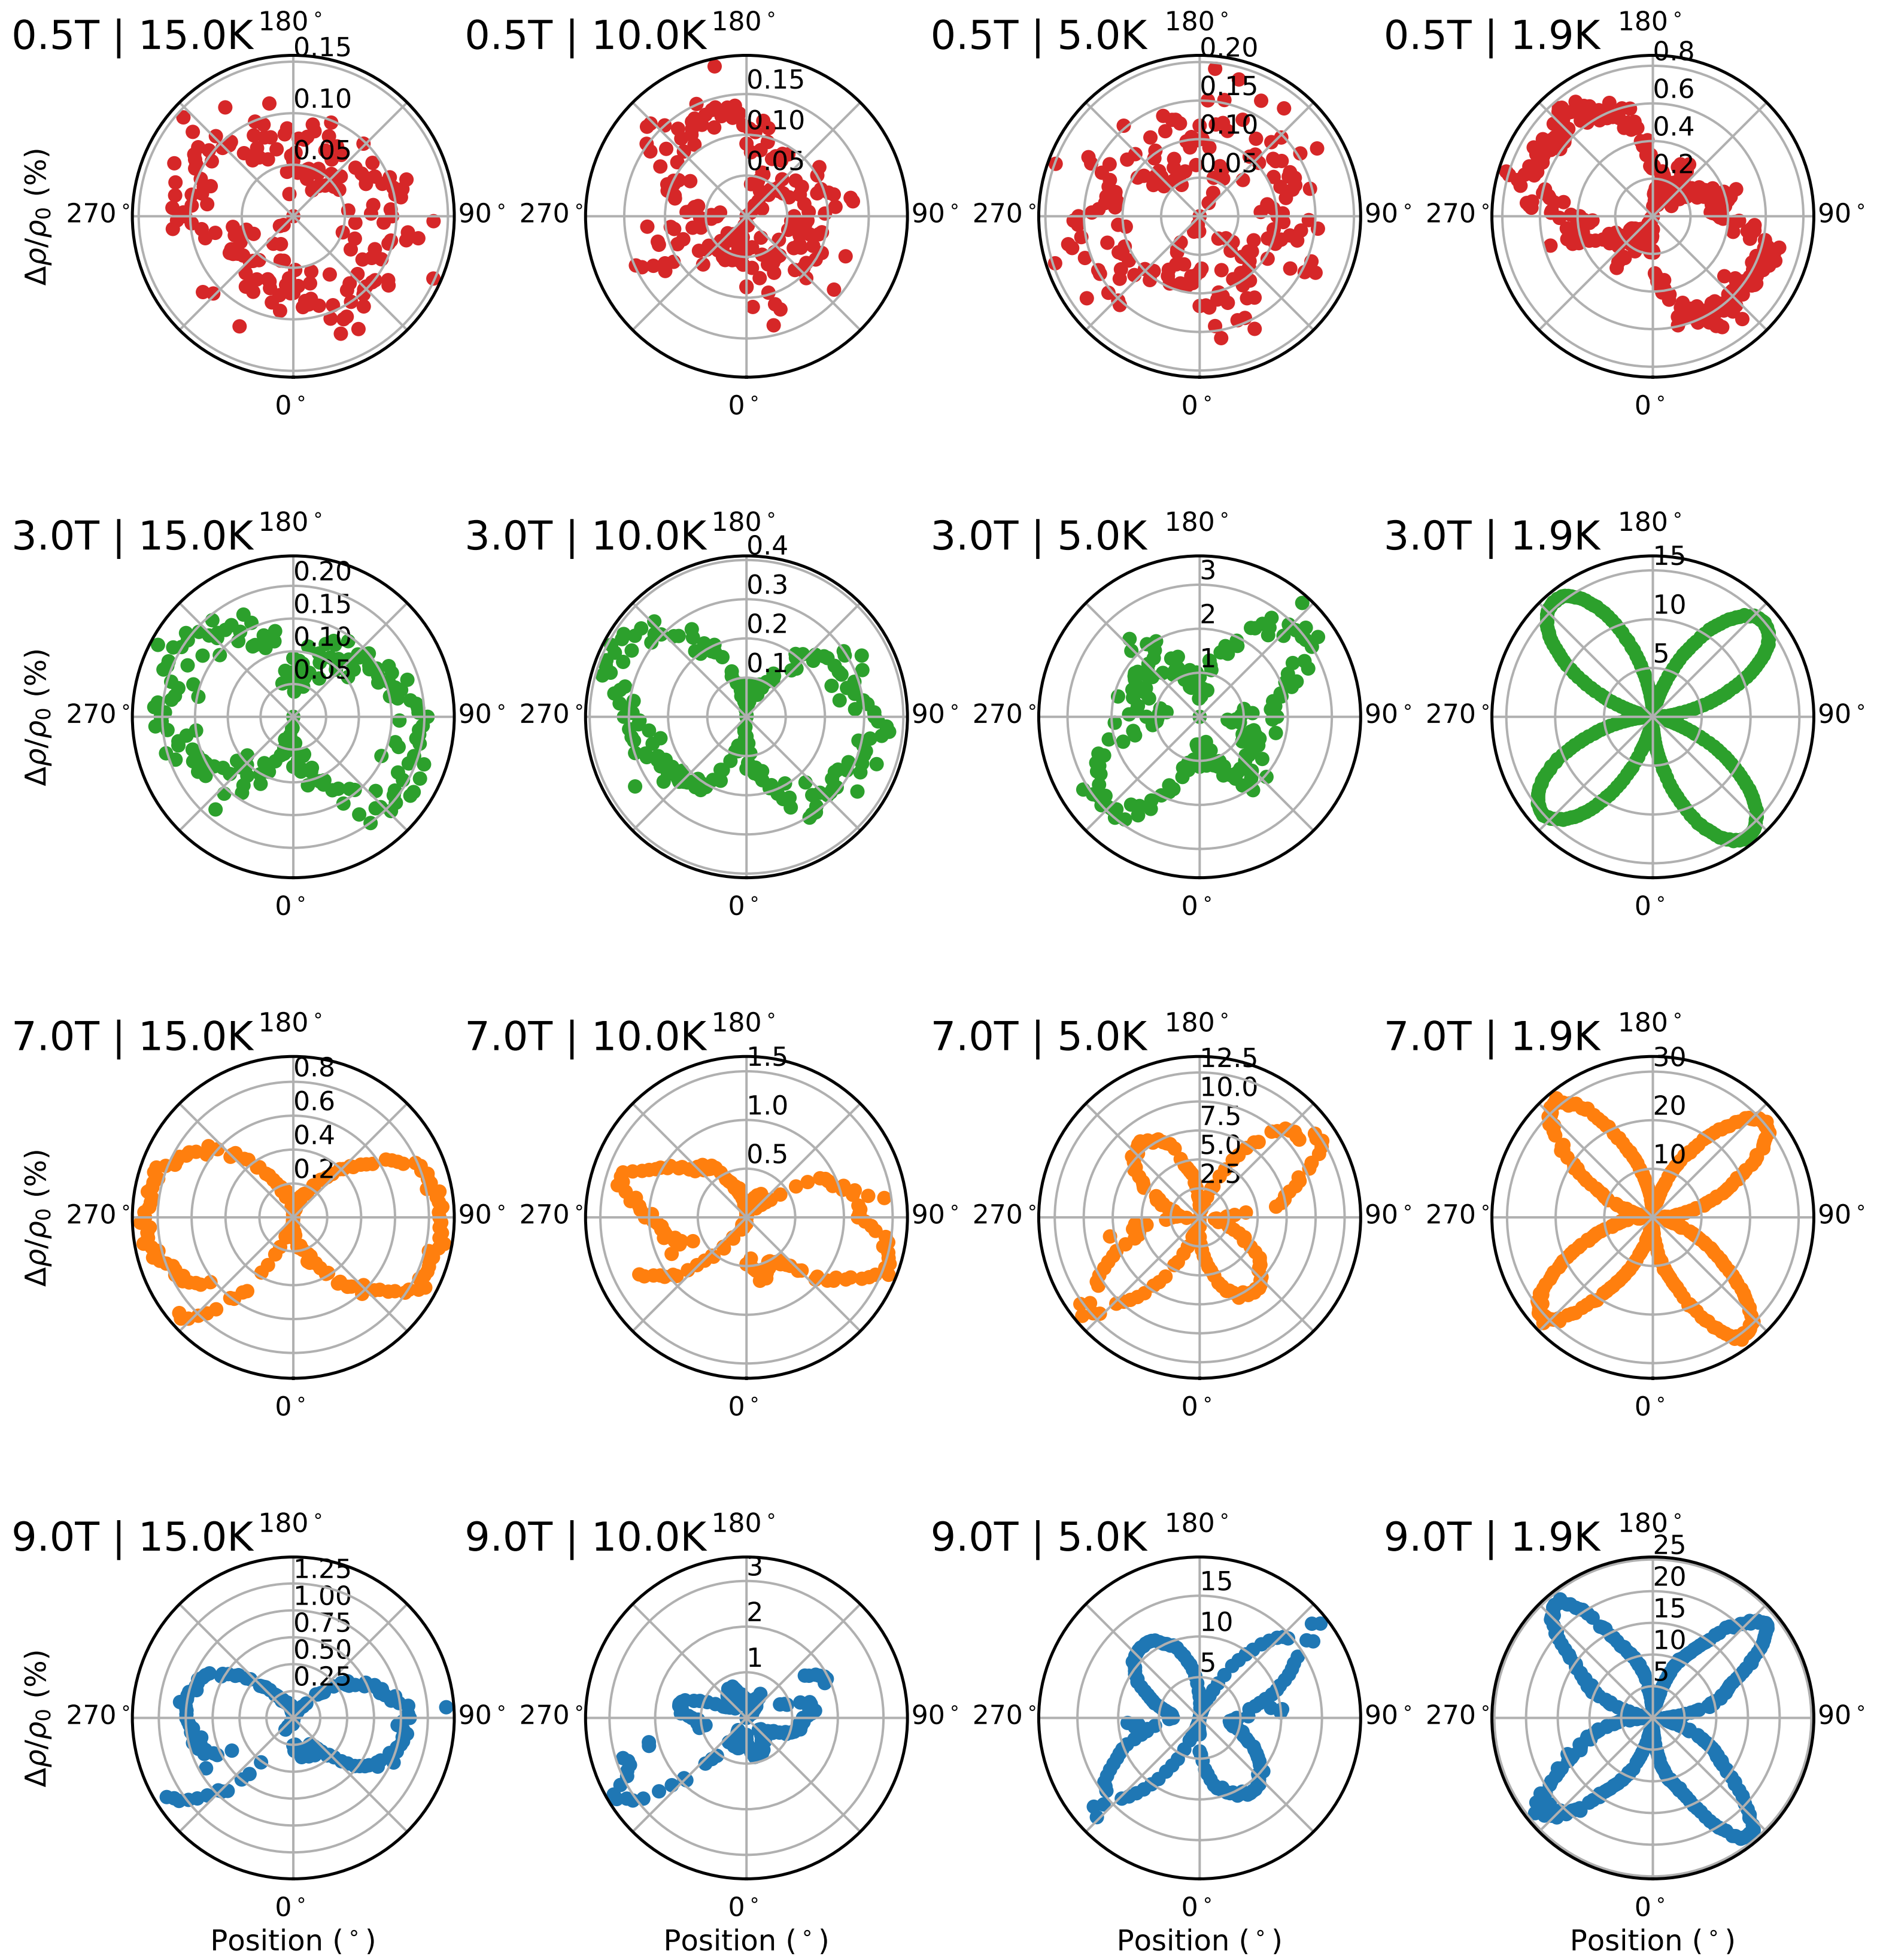 0.5T | 15.0K 180° 0.5T | 10.0K 180° 0.5T | 5.0K 180° 0.5T | 1.9K 180°
0.15 0.10 0.05
0.15 0.10 0.05
0.20 0.15 0.10 0.05
0.8 0.6 0.4 0.2
Δρ/ρ₀ (%) 270° 90° 270° 90° 270° 90° 270° 90°
0° 0° 0° 0°
3.0T | 15.0K 180° 3.0T | 10.0K 180° 3.0T | 5.0K 180° 3.0T | 1.9K 180°
0.20 0.15 0.10 0.05
0.4 0.3 0.2 0.1
3 2 1
15 10 5
Δρ/ρ₀ (%) 270° 90° 270° 90° 270° 90° 270° 90°
0° 0° 0° 0°
7.0T | 15.0K 180° 7.0T | 10.0K 180° 7.0T | 5.0K 180° 7.0T | 1.9K 180°
0.8 0.6 0.4 0.2
1.5 1.0 0.5
12.5 10.0 7.5 5.0 2.5
30 20 10
Δρ/ρ₀ (%) 270° 90° 270° 90° 270° 90° 270° 90°
0° 0° 0° 0°
9.0T | 15.0K 180° 9.0T | 10.0K 180° 9.0T | 5.0K 180° 9.0T | 1.9K 180°
1.25 1.00 0.75 0.50 0.25
3 2 1
15 10 5
25 20 15 10 5
Δρ/ρ₀ (%) 270° 90° 270° 90° 270° 90° 270° 90°
0° 0° 0° 0°
Position (°) Position (°) Position (°) Position (°)